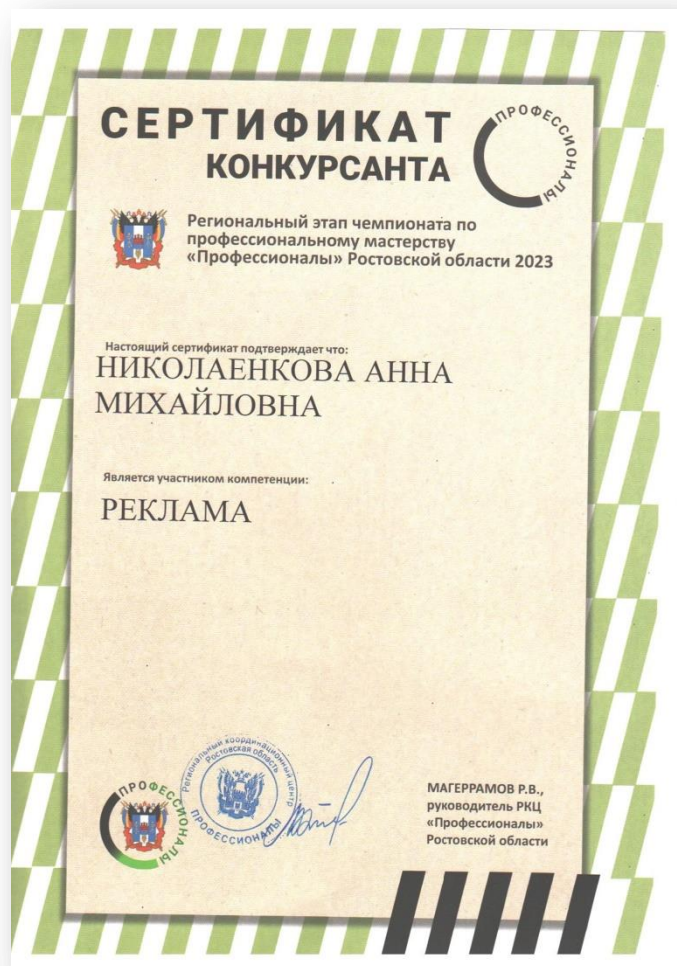 СЕРТИФИКАТ
КОНКУРСАНТА
ПРОФЕССИОНАЛЫ
Региональный этап чемпионата по
профессиональному мастерству
«Профессионалы» Ростовской области 2023
Настоящий сертификат подтверждает что:
НИКОЛАЕНКОВА АННА
МИХАЙЛОВНА
Является участником компетенции:
РЕКЛАМА
ПРОФЕССИОНАЛЫ
Региональный координационный центр
Ростовская область
ПРОФЕССИОНАЛЫ
МАГЕРРАМОВ Р.В.,
руководитель РКЦ
«Профессионалы»
Ростовской области